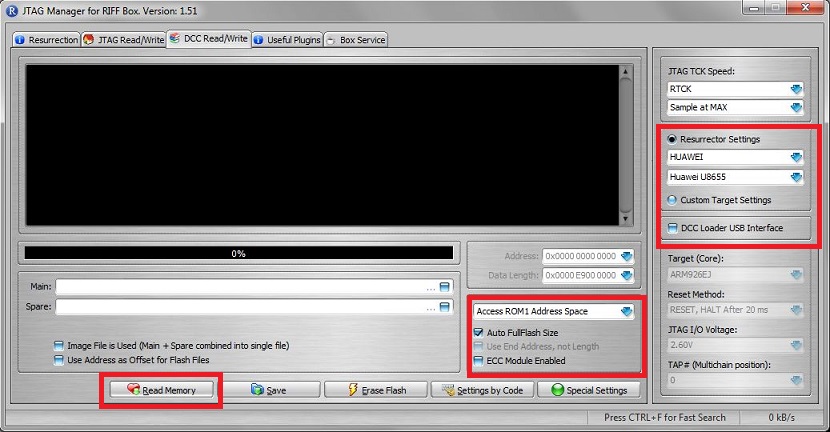 JTAG Manager for RIFF Box. Version: 1.51
Resurrection JTAG Read/Write DCC Read/Write Useful Plugins Box Service
JTAG TCK Speed:
RTCK
Sample at MAX
Resurrector Settings
HUAWEI
Huawei U8655
Custom Target Settings
DCC Loader USB Interface
0%
Address: 0x0000 0000 0000
Data Length: 0x0000 E900 0000
Target (Core):
ARM926EJ
Reset Method:
RESET, HALT After 20 ms
JTAG I/O Voltage:
2.60V
TAP# (Multichain position):
0
Main: ...
Spare: ...
Access ROM1 Address Space
Auto FullFlash Size
Use End Address, not Length
ECC Module Enabled
Image File is Used (Main + Spare combined into single file)
Use Address as Offset for Flash Files
Read Memory Save Erase Flash Settings by Code Special Settings
Press CTRL+F for Fast Search 0 kB/s